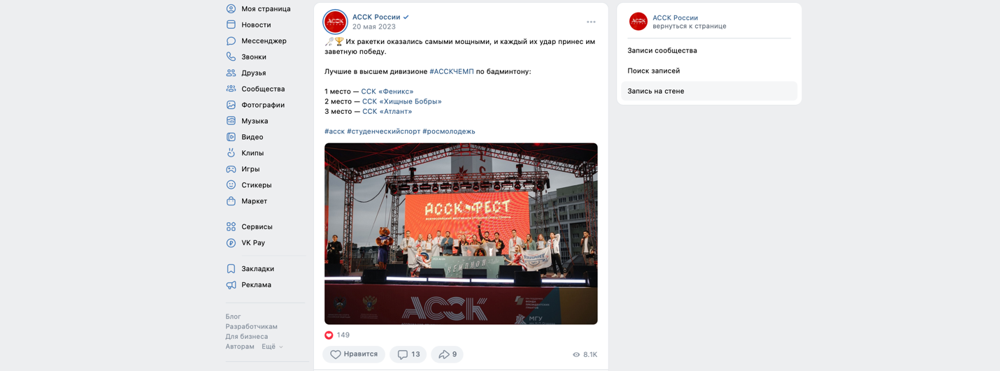 Моя страница
Новости
Мессенджер
Звонки
Друзья
Сообщества
Фотографии
Музыка
Видео
Клипы
Игры
Стикеры
Маркет
Сервисы
VK Pay
Закладки
Реклама
Блог
Разработчикам
Для бизнеса
Авторам Ещё
АССК России
20 мая 2023
Их ракетки оказались самыми мощными, и каждый их удар принес им
заветную победу.
Лучшие в высшем дивизионе #АССКЧЕМП по бадминтону:
1 место — ССК «Феникс»
2 место — ССК «Хищные Бобры»
3 место — ССК «Атлант»
#асск #студенческийспорт #росмолодежь
АССК ФЕСТ
ЧЕМПИОН
АССК
ФОНДА
ПРЕЗИДЕНТСКИХ
ГРАНТОВ
МГУ
149
Нравится
13
9
8.1K
АССК
АССК России
вернуться к странице
Записи сообщества
Поиск записей
Запись на стене